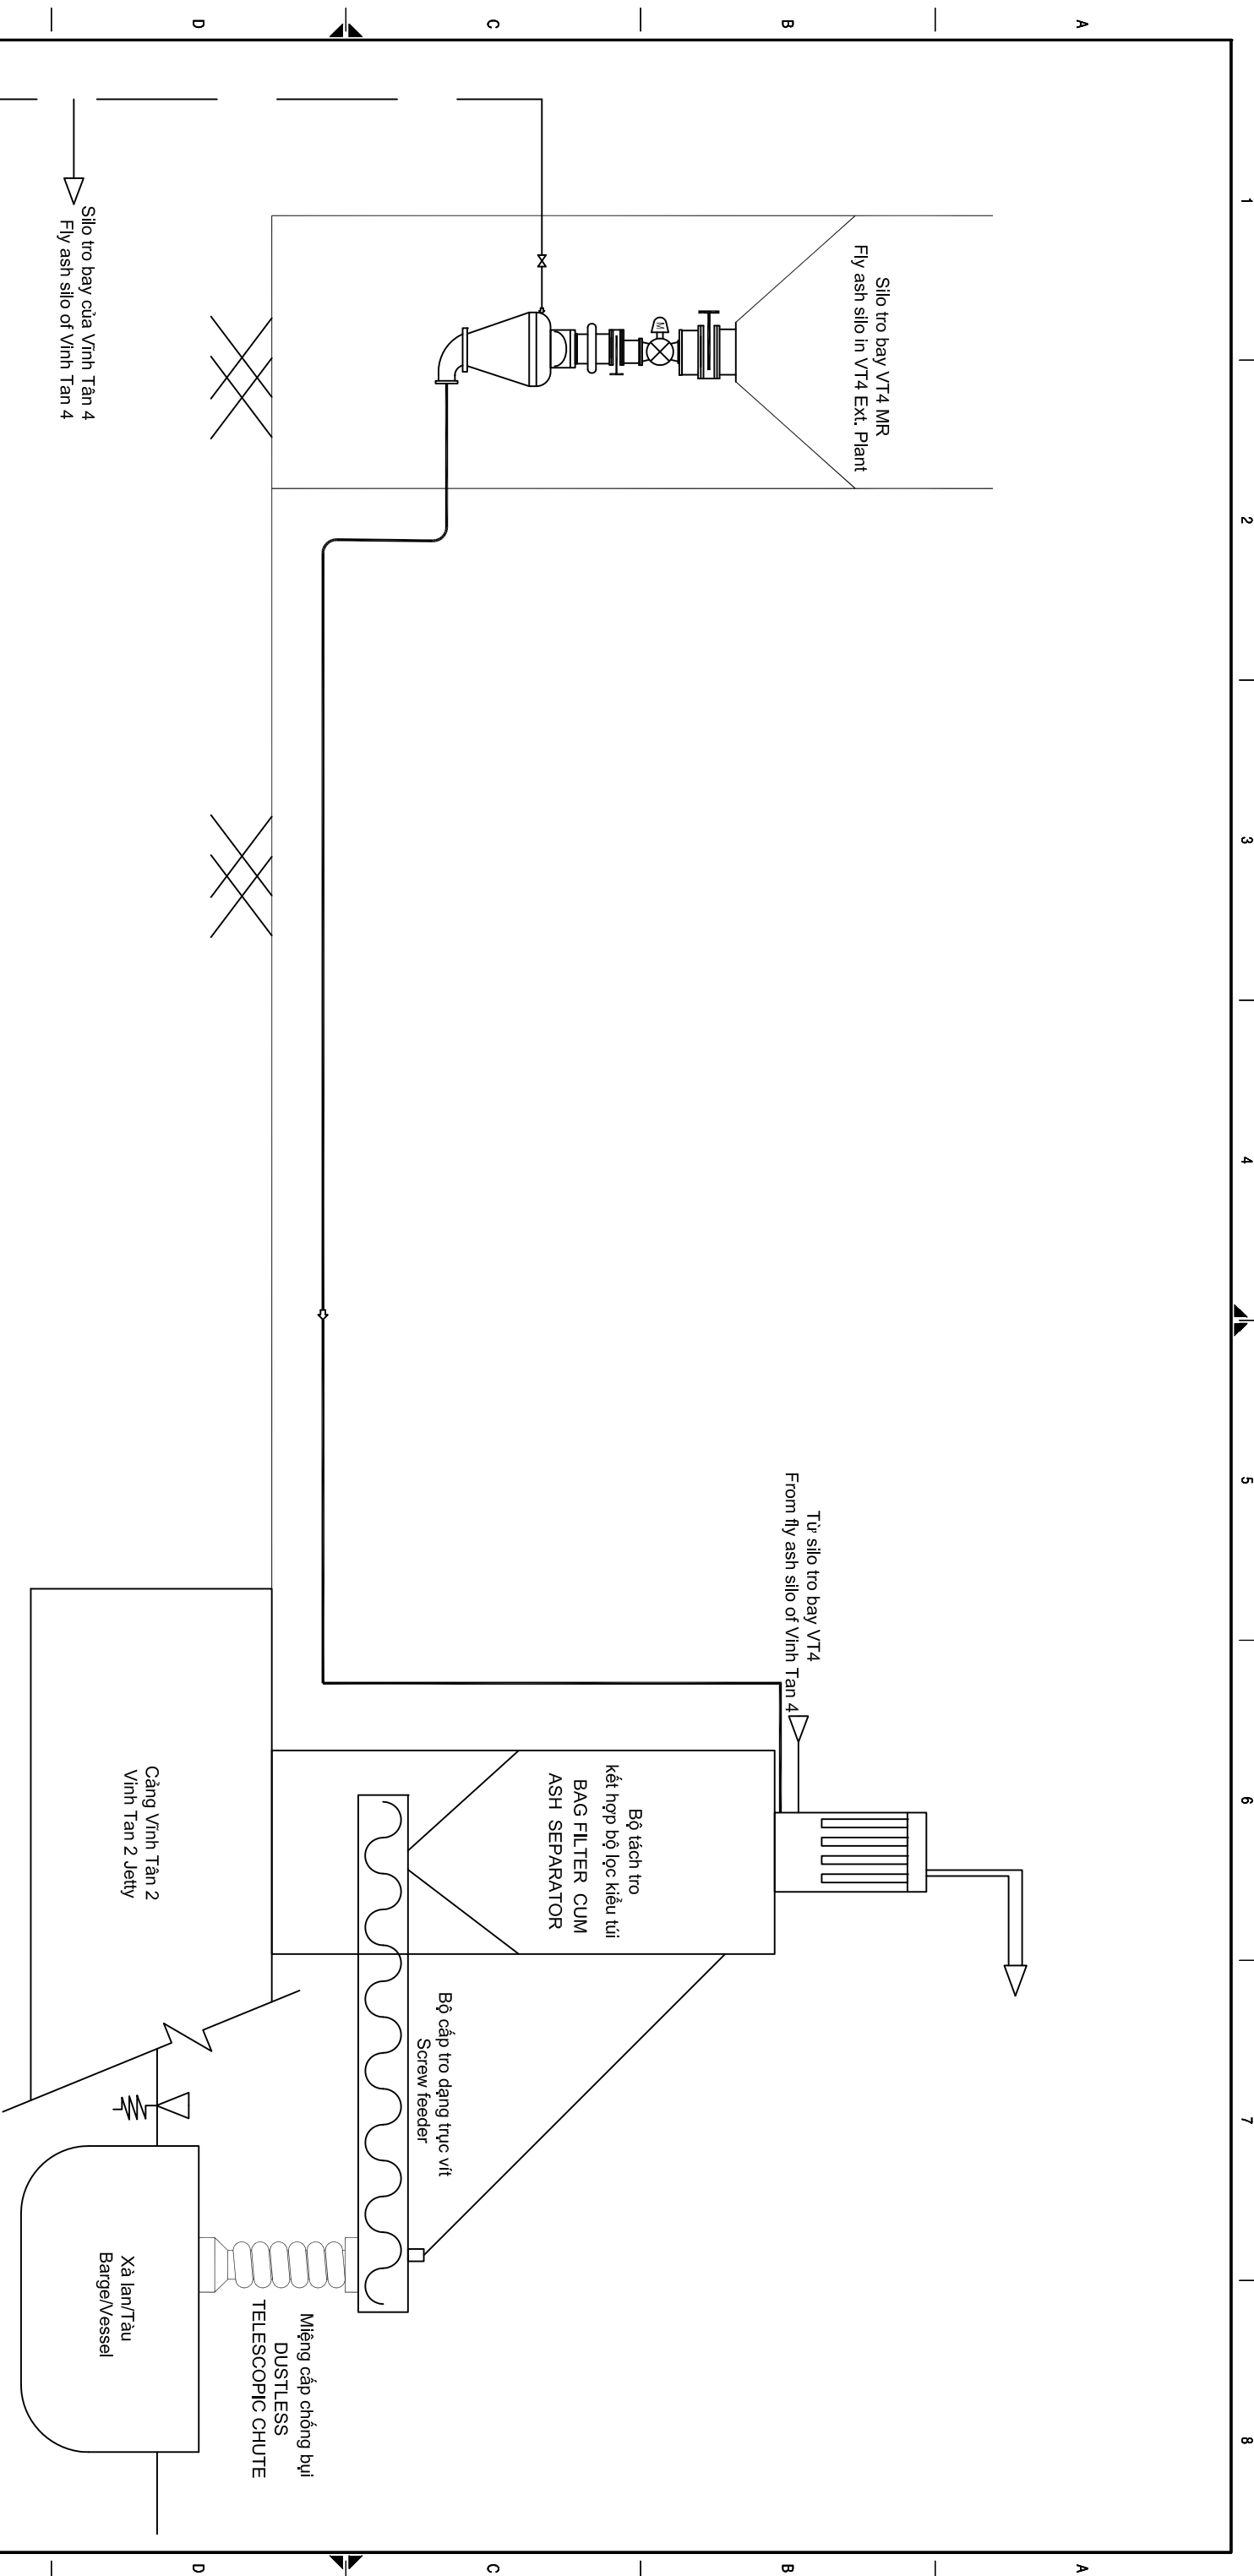 1
2
3
4
5
6
7
8
A
A
B
B
C
C
D
D
Silo tro bay VT4 MR
Fly ash silo in VT4 Ext. Plant
M
Silo tro bay của Vĩnh Tân 4
Fly ash silo of Vinh Tan 4
Từ silo tro bay VT4
From fly ash silo of Vinh Tan 4
Bộ tách tro
kết hợp bộ lọc kiểu túi
BAG FILTER CUM
ASH SEPARATOR
Bộ cấp tro dạng trục vít
Screw feeder
Cảng Vĩnh Tân 2
Vinh Tan 2 Jetty
Miệng cấp chống bụi
DUSTLESS
TELESCOPIC CHUTE
Xà lan/Tàu
Barge/Vessel